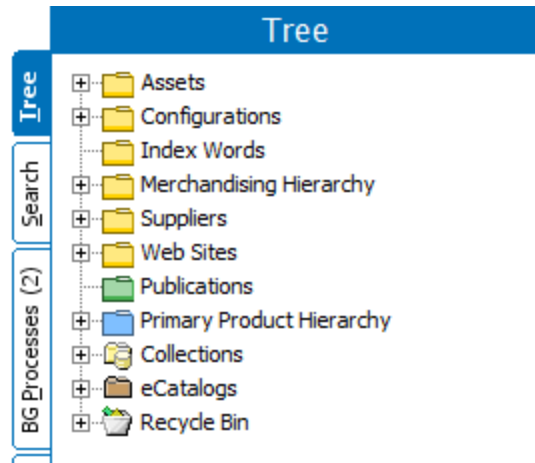 Tree
Tree
Search
BG Processes (2)
Assets
Configurations
Index Words
Merchandising Hierarchy
Suppliers
Web Sites
Publications
Primary Product Hierarchy
Collections
eCatalogs
Recycle Bin